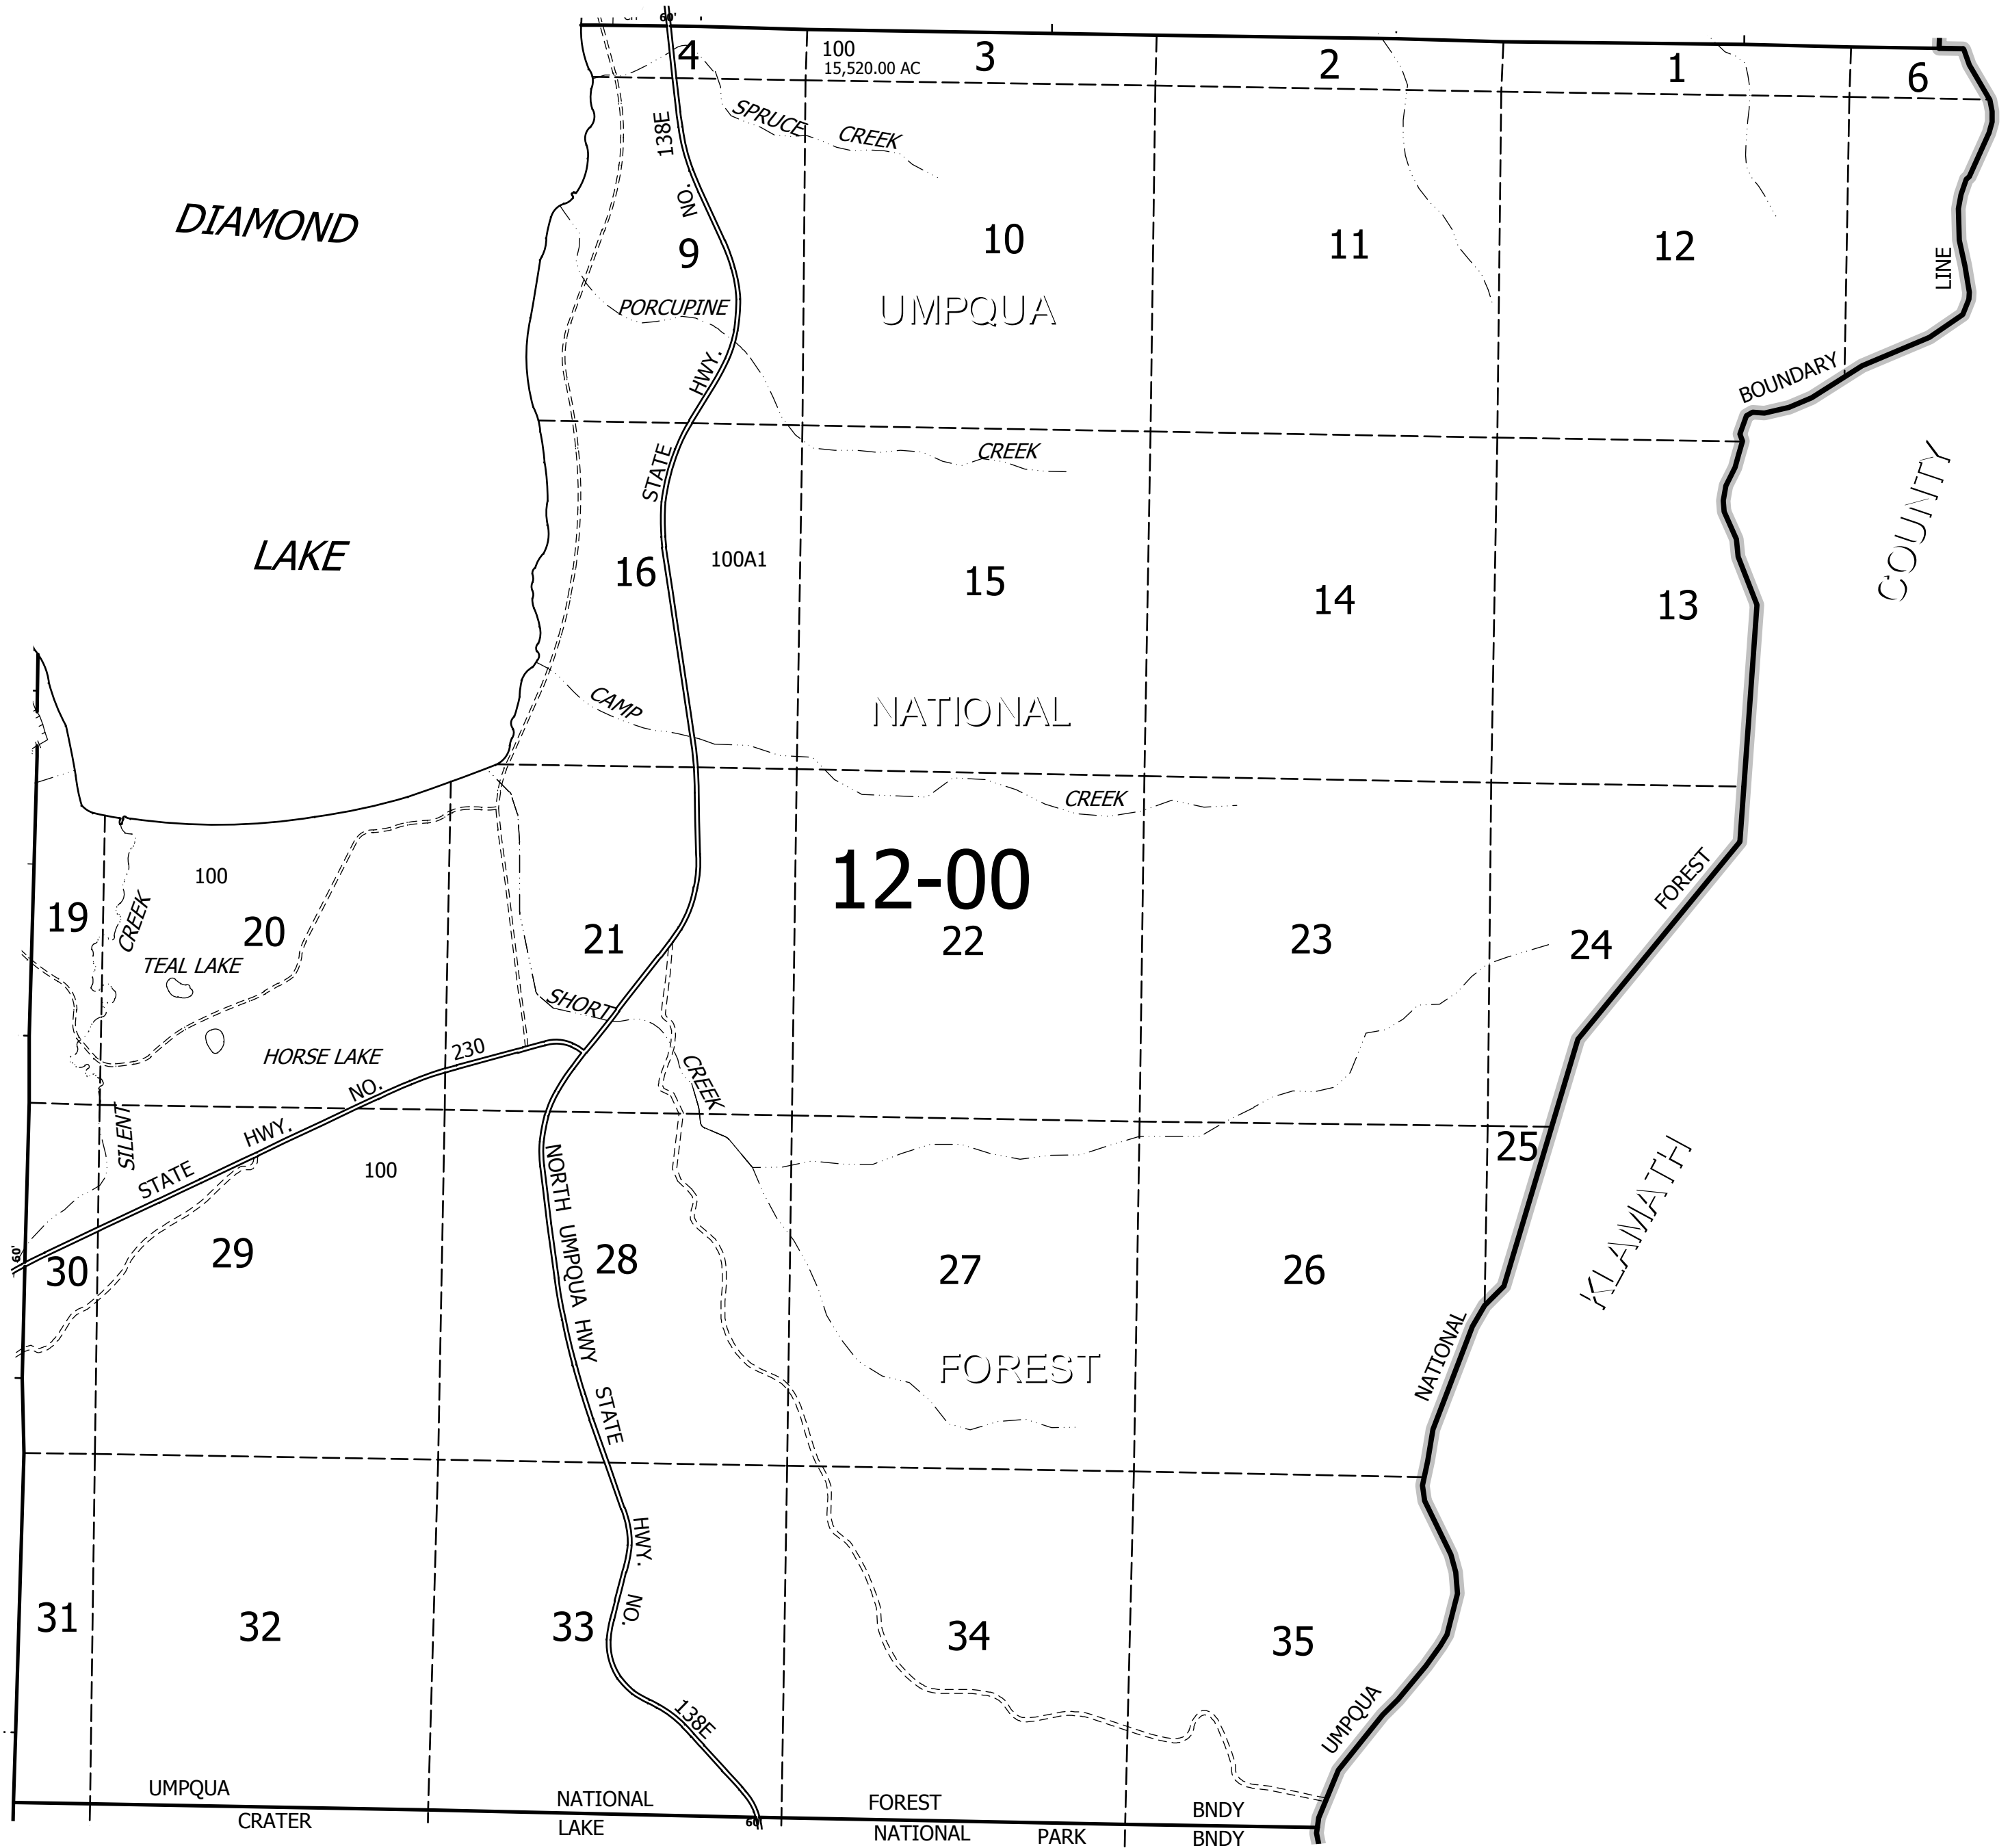 60'
4
100
15,520.00 AC
3
2
1
6
138E
SPRUCE CREEK
NO.
DIAMOND
9
10
11
12
LINE
PORCUPINE
UMPQUA
HWY.
BOUNDARY
STATE
CREEK
COUNTY
LAKE
16
100A1
15
14
13
CAMP
NATIONAL
CREEK
12-00
100
FOREST
19
CREEK
20
21
22
23
24
TEAL LAKE
SHORT
HORSE LAKE
230
NO.
CREEK
HWY.
SILENT
25
STATE
100
NORTH UMPQUA HWY STATE
KLAMATH
60'
30
29
28
27
26
FOREST
NATIONAL
HWY.
NO.
31
32
33
34
35
138E
UMPQUA
UMPQUA NATIONAL FOREST BNDY
60'
CRATER LAKE NATIONAL PARK BNDY